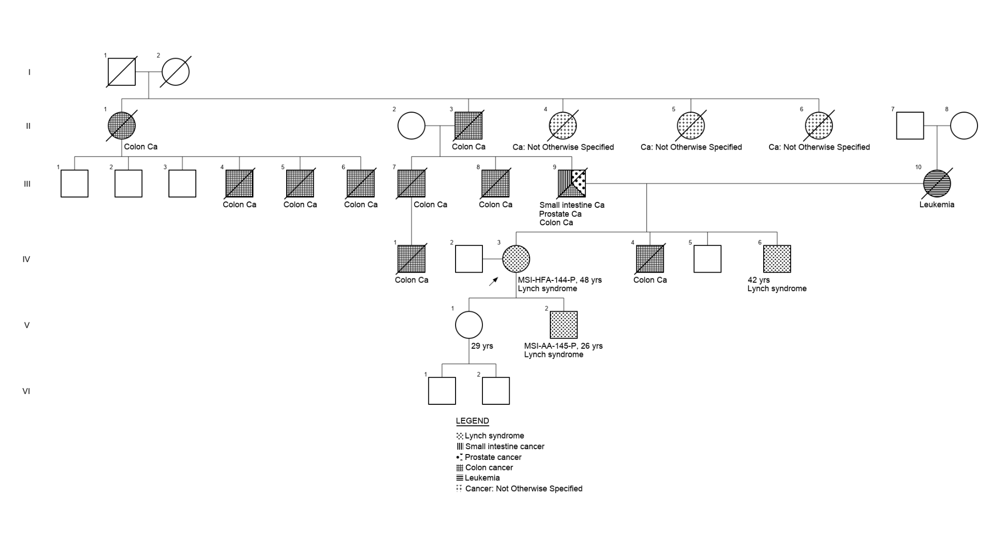 1 2
I
1 2 3 4 5 6 7 8
II
Colon Ca Colon Ca Ca: Not Otherwise Specified Ca: Not Otherwise Specified Ca: Not Otherwise Specified
1 2 3 4 5 6 7 8 9 10
III
Colon Ca Colon Ca Colon Ca Colon Ca Colon Ca Small intestine Ca Leukemia
Prostate Ca
Colon Ca
1 2 3 4 5 6
IV
Colon Ca MSI-HFA-144-P, 48 yrs Colon Ca 42 yrs
Lynch syndrome Lynch syndrome
1 2
V
29 yrs MSI-AA-145-P, 26 yrs
Lynch syndrome
1 2
VI
LEGEND
Lynch syndrome
Small intestine cancer
Prostate cancer
Colon cancer
Leukemia
Cancer: Not Otherwise Specified